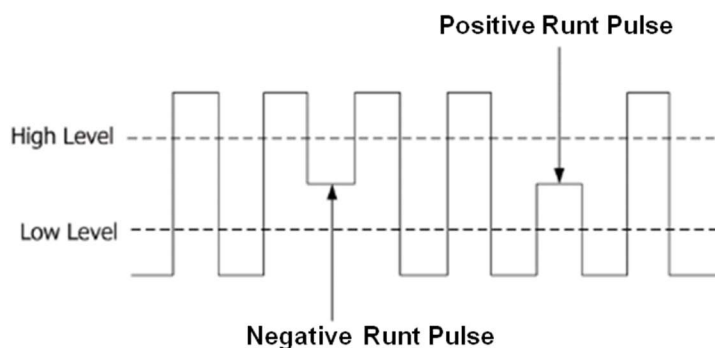 Positive Runt Pulse
High Level
Low Level
Negative Runt Pulse